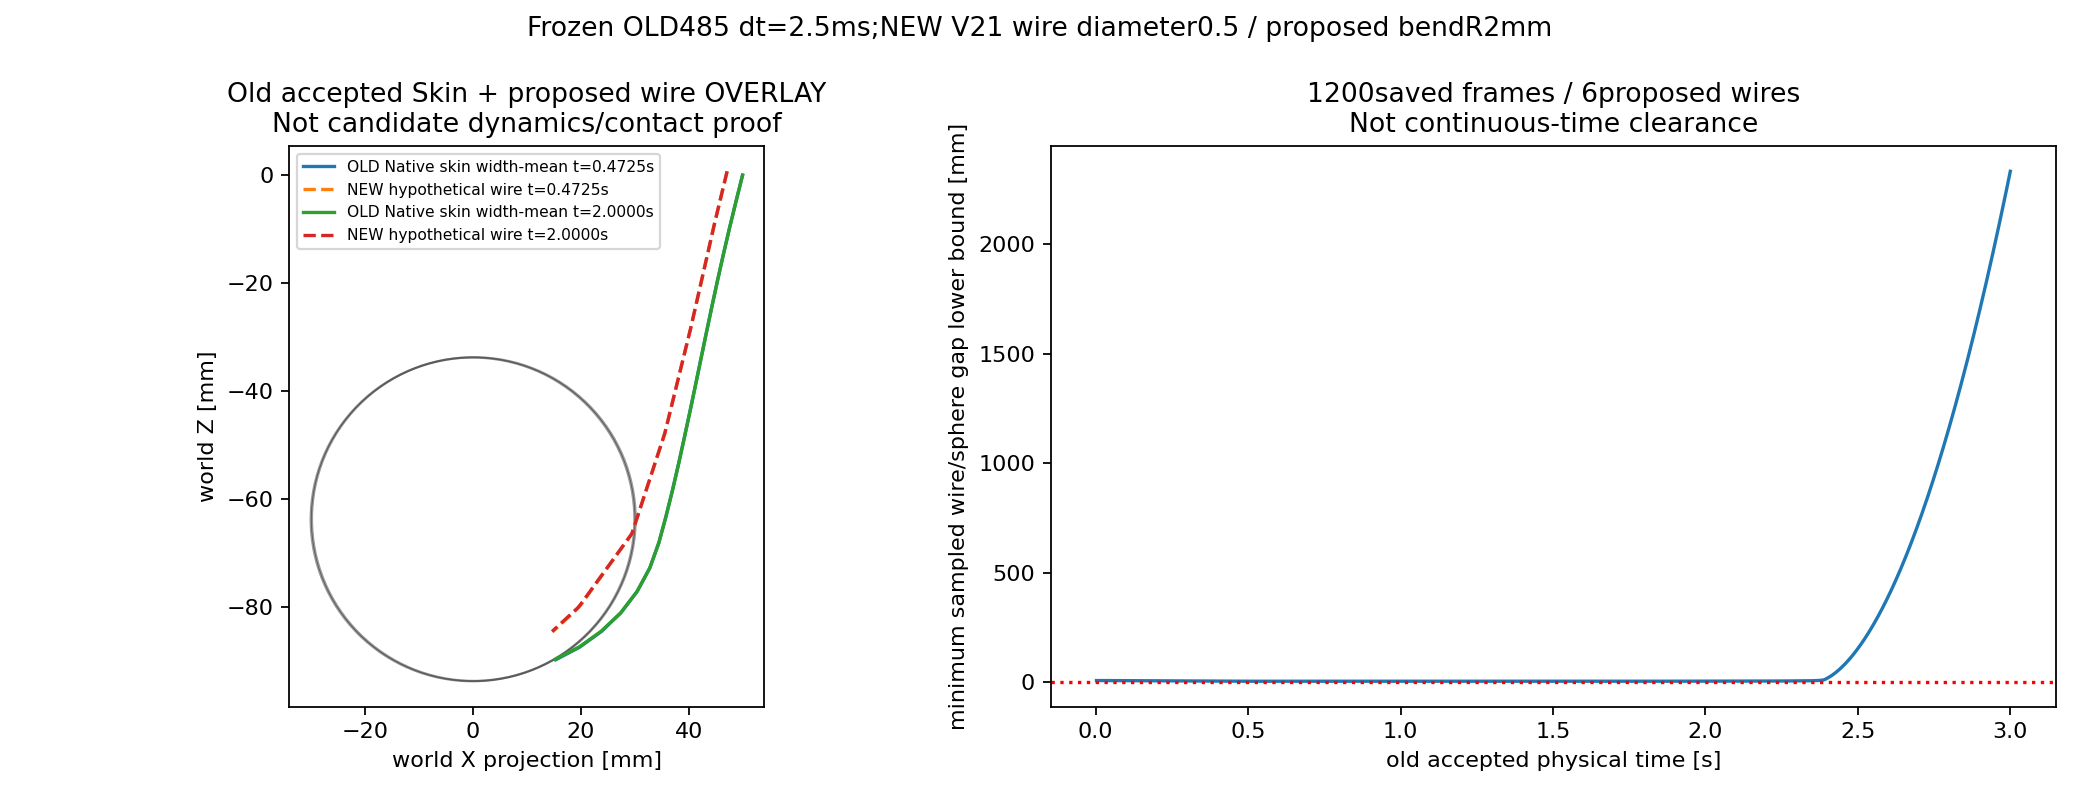 Frozen OLD485 dt=2.5ms;NEW V21 wire diameter0.5 / proposed bendR2mm
Old accepted Skin + proposed wire OVERLAY
Not candidate dynamics/contact proof
OLD Native skin width-mean t=0.4725s
NEW hypothetical wire t=0.4725s
OLD Native skin width-mean t=2.0000s
NEW hypothetical wire t=2.0000s
world Z [mm]
0
−20
−40
−60
−80
−20
0
20
40
world X projection [mm]
1200saved frames / 6proposed wires
Not continuous-time clearance
minimum sampled wire/sphere gap lower bound [mm]
2000
1500
1000
500
0
0.0
0.5
1.0
1.5
2.0
2.5
3.0
old accepted physical time [s]